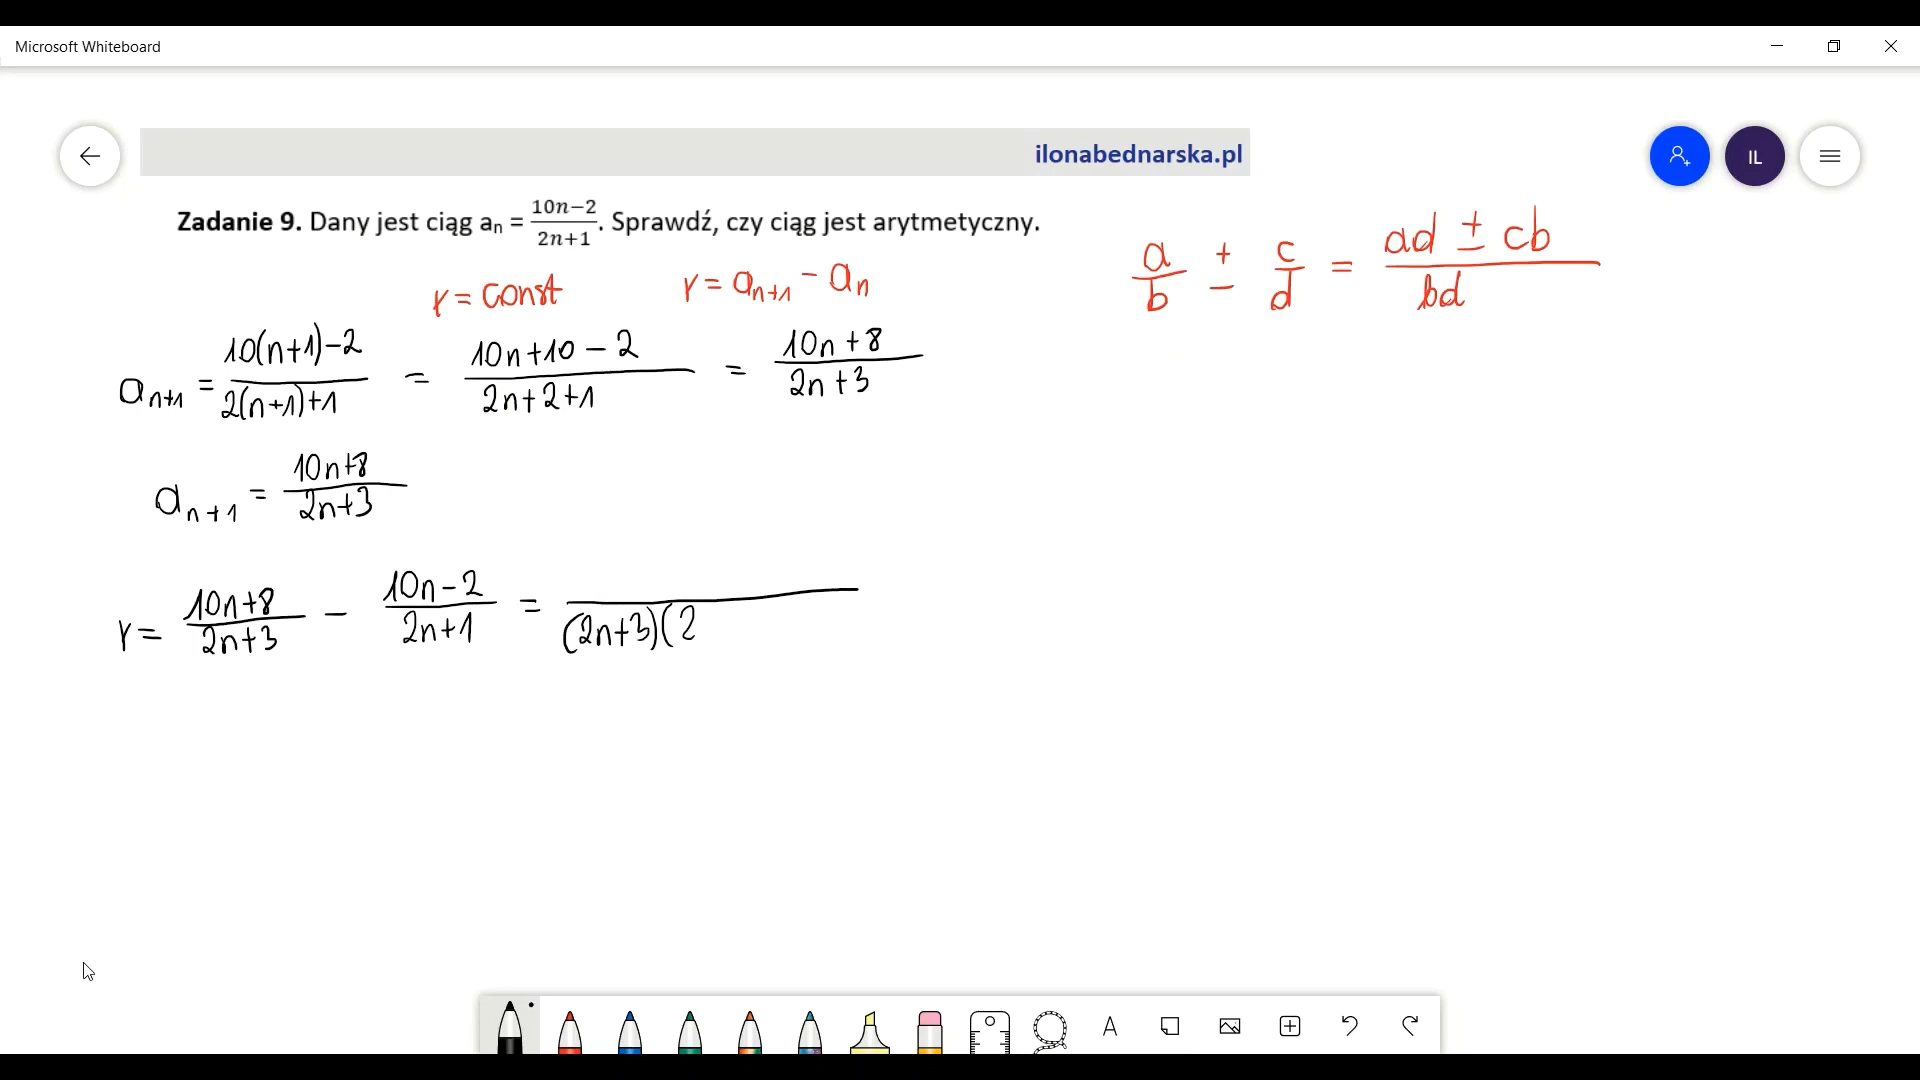 Microsoft Whiteboard
ilonabednarska.pl
IL
Zadanie 9. Dany jest ciąg aₙ = (10n−2)/(2n+1). Sprawdź, czy ciąg jest arytmetyczny.
a/b ± c/d = (ad ± cb)/(bd)
r = const r = aₙ₊₁ − aₙ
aₙ₊₁ = (10(n+1)−2)/(2(n+1)+1) = (10n+10−2)/(2n+2+1) = (10n+8)/(2n+3)
aₙ₊₁ = (10n+8)/(2n+3)
r = (10n+8)/(2n+3) − (10n−2)/(2n+1) = /(2n+3)(2
A